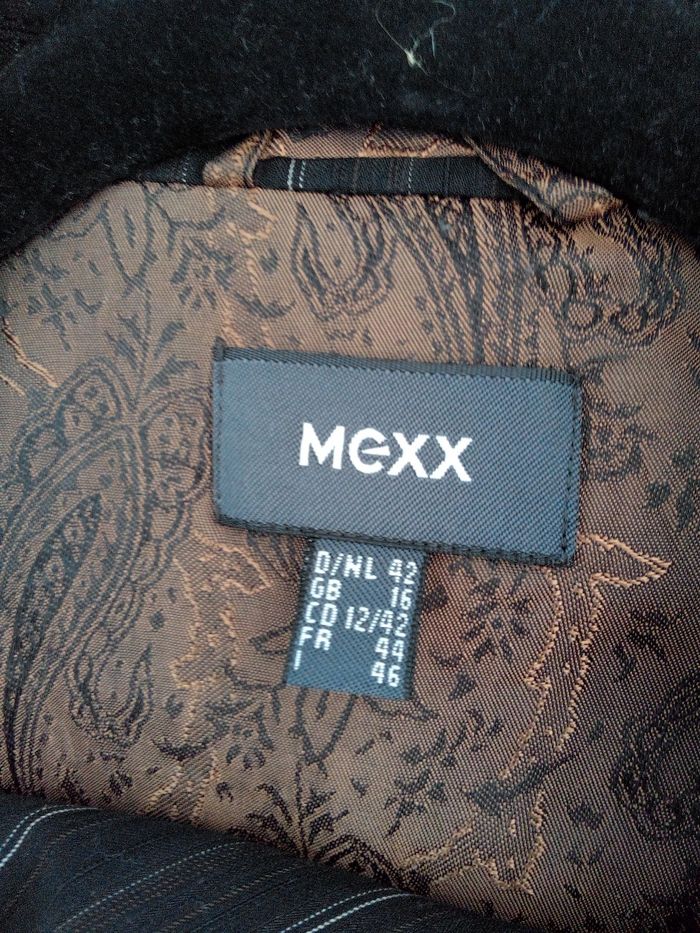 Mexx
D/NL 42
GB 16
CD 12/42
FR 44
I 46